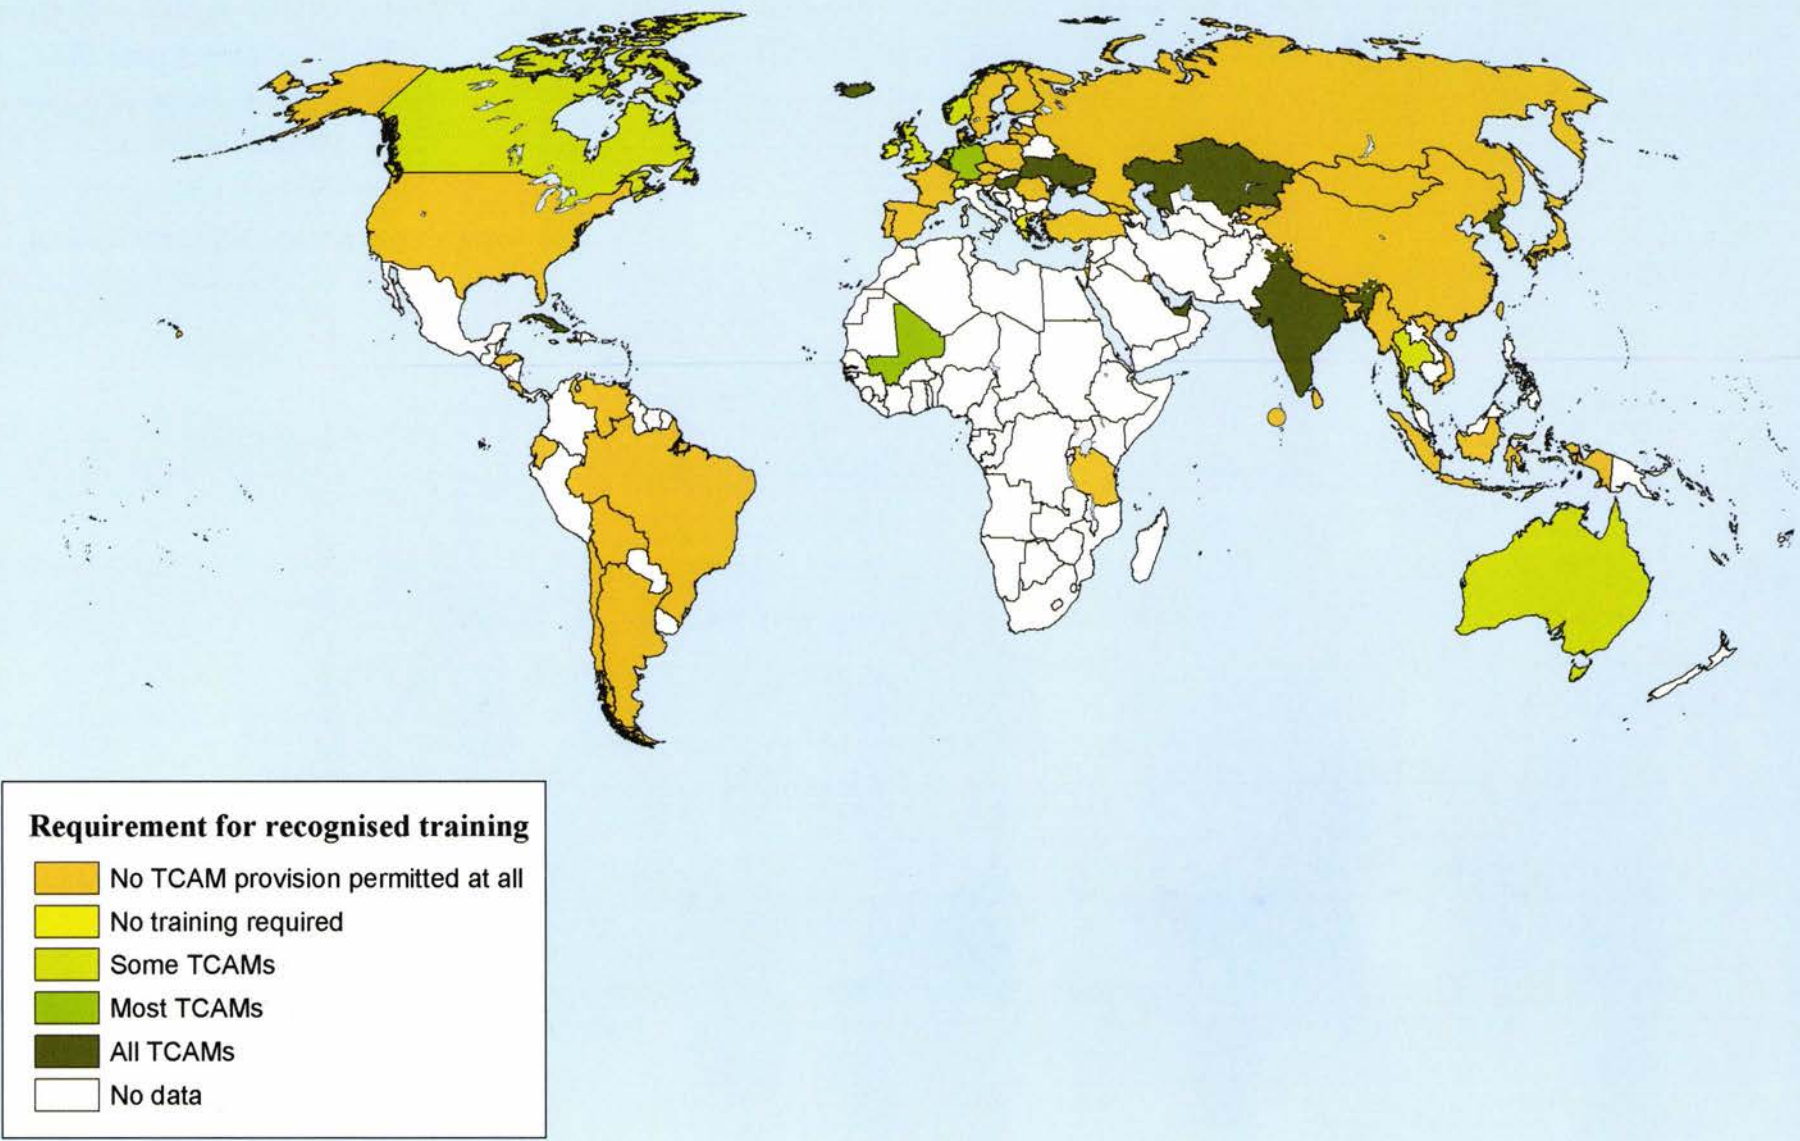 Requirement for recognised training
No TCAM provision permitted at all
No training required
Some TCAMs
Most TCAMs
All TCAMs
No data